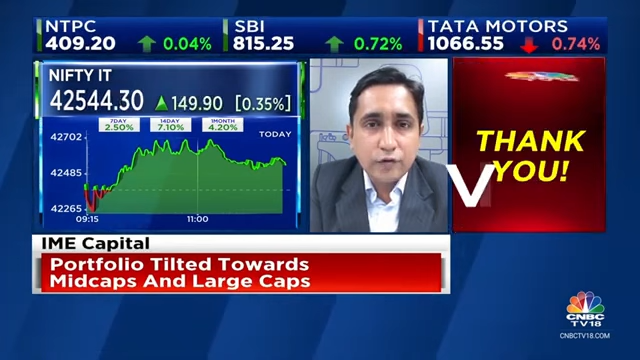 NTPC
409.20 0.04%
SBI
815.25 0.72%
TATA MOTORS
1066.55 0.74%
NIFTY IT
42544.30 149.90 [0.35%]
7DAY 14DAY 1MONTH
2.50% 7.10% 4.20%
TODAY
42702
42485
42265
09:15 11:00
THANK
YOU!
V
IME Capital
Portfolio Tilted Towards
Midcaps And Large Caps
CNBC
TV18
CNBCTV18.COM